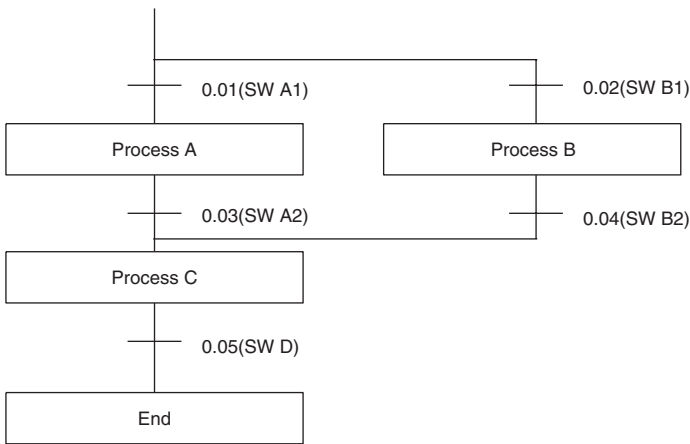 0.01(SW A1)
0.02(SW B1)
Process A
Process B
0.03(SW A2)
0.04(SW B2)
Process C
0.05(SW D)
End